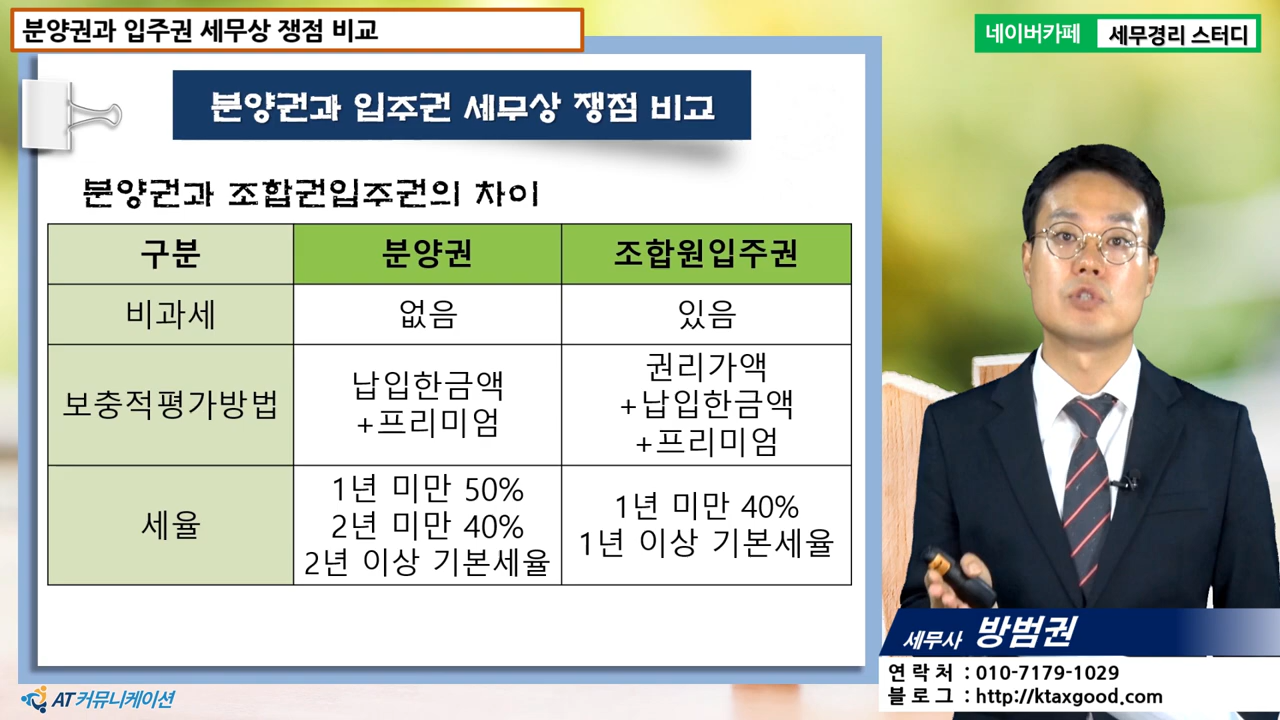 분양권과 입주권 세무상 쟁점 비교
네이버카페 세무경리 스터디
분양권과 입주권 세무상 쟁점 비교
분양권과 조합권입주권의 차이
구분 분양권 조합원입주권
비과세 없음 있음
보충적평가방법
납입한금액
+프리미엄
권리가액
+납입한금액
+프리미엄
세율
1년 미만 50%
2년 미만 40%
2년 이상 기본세율
1년 미만 40%
1년 이상 기본세율
세무사 방범권
연락처 : 010-7179-1029
블로그 : http://ktaxgood.com
AT커뮤니케이션